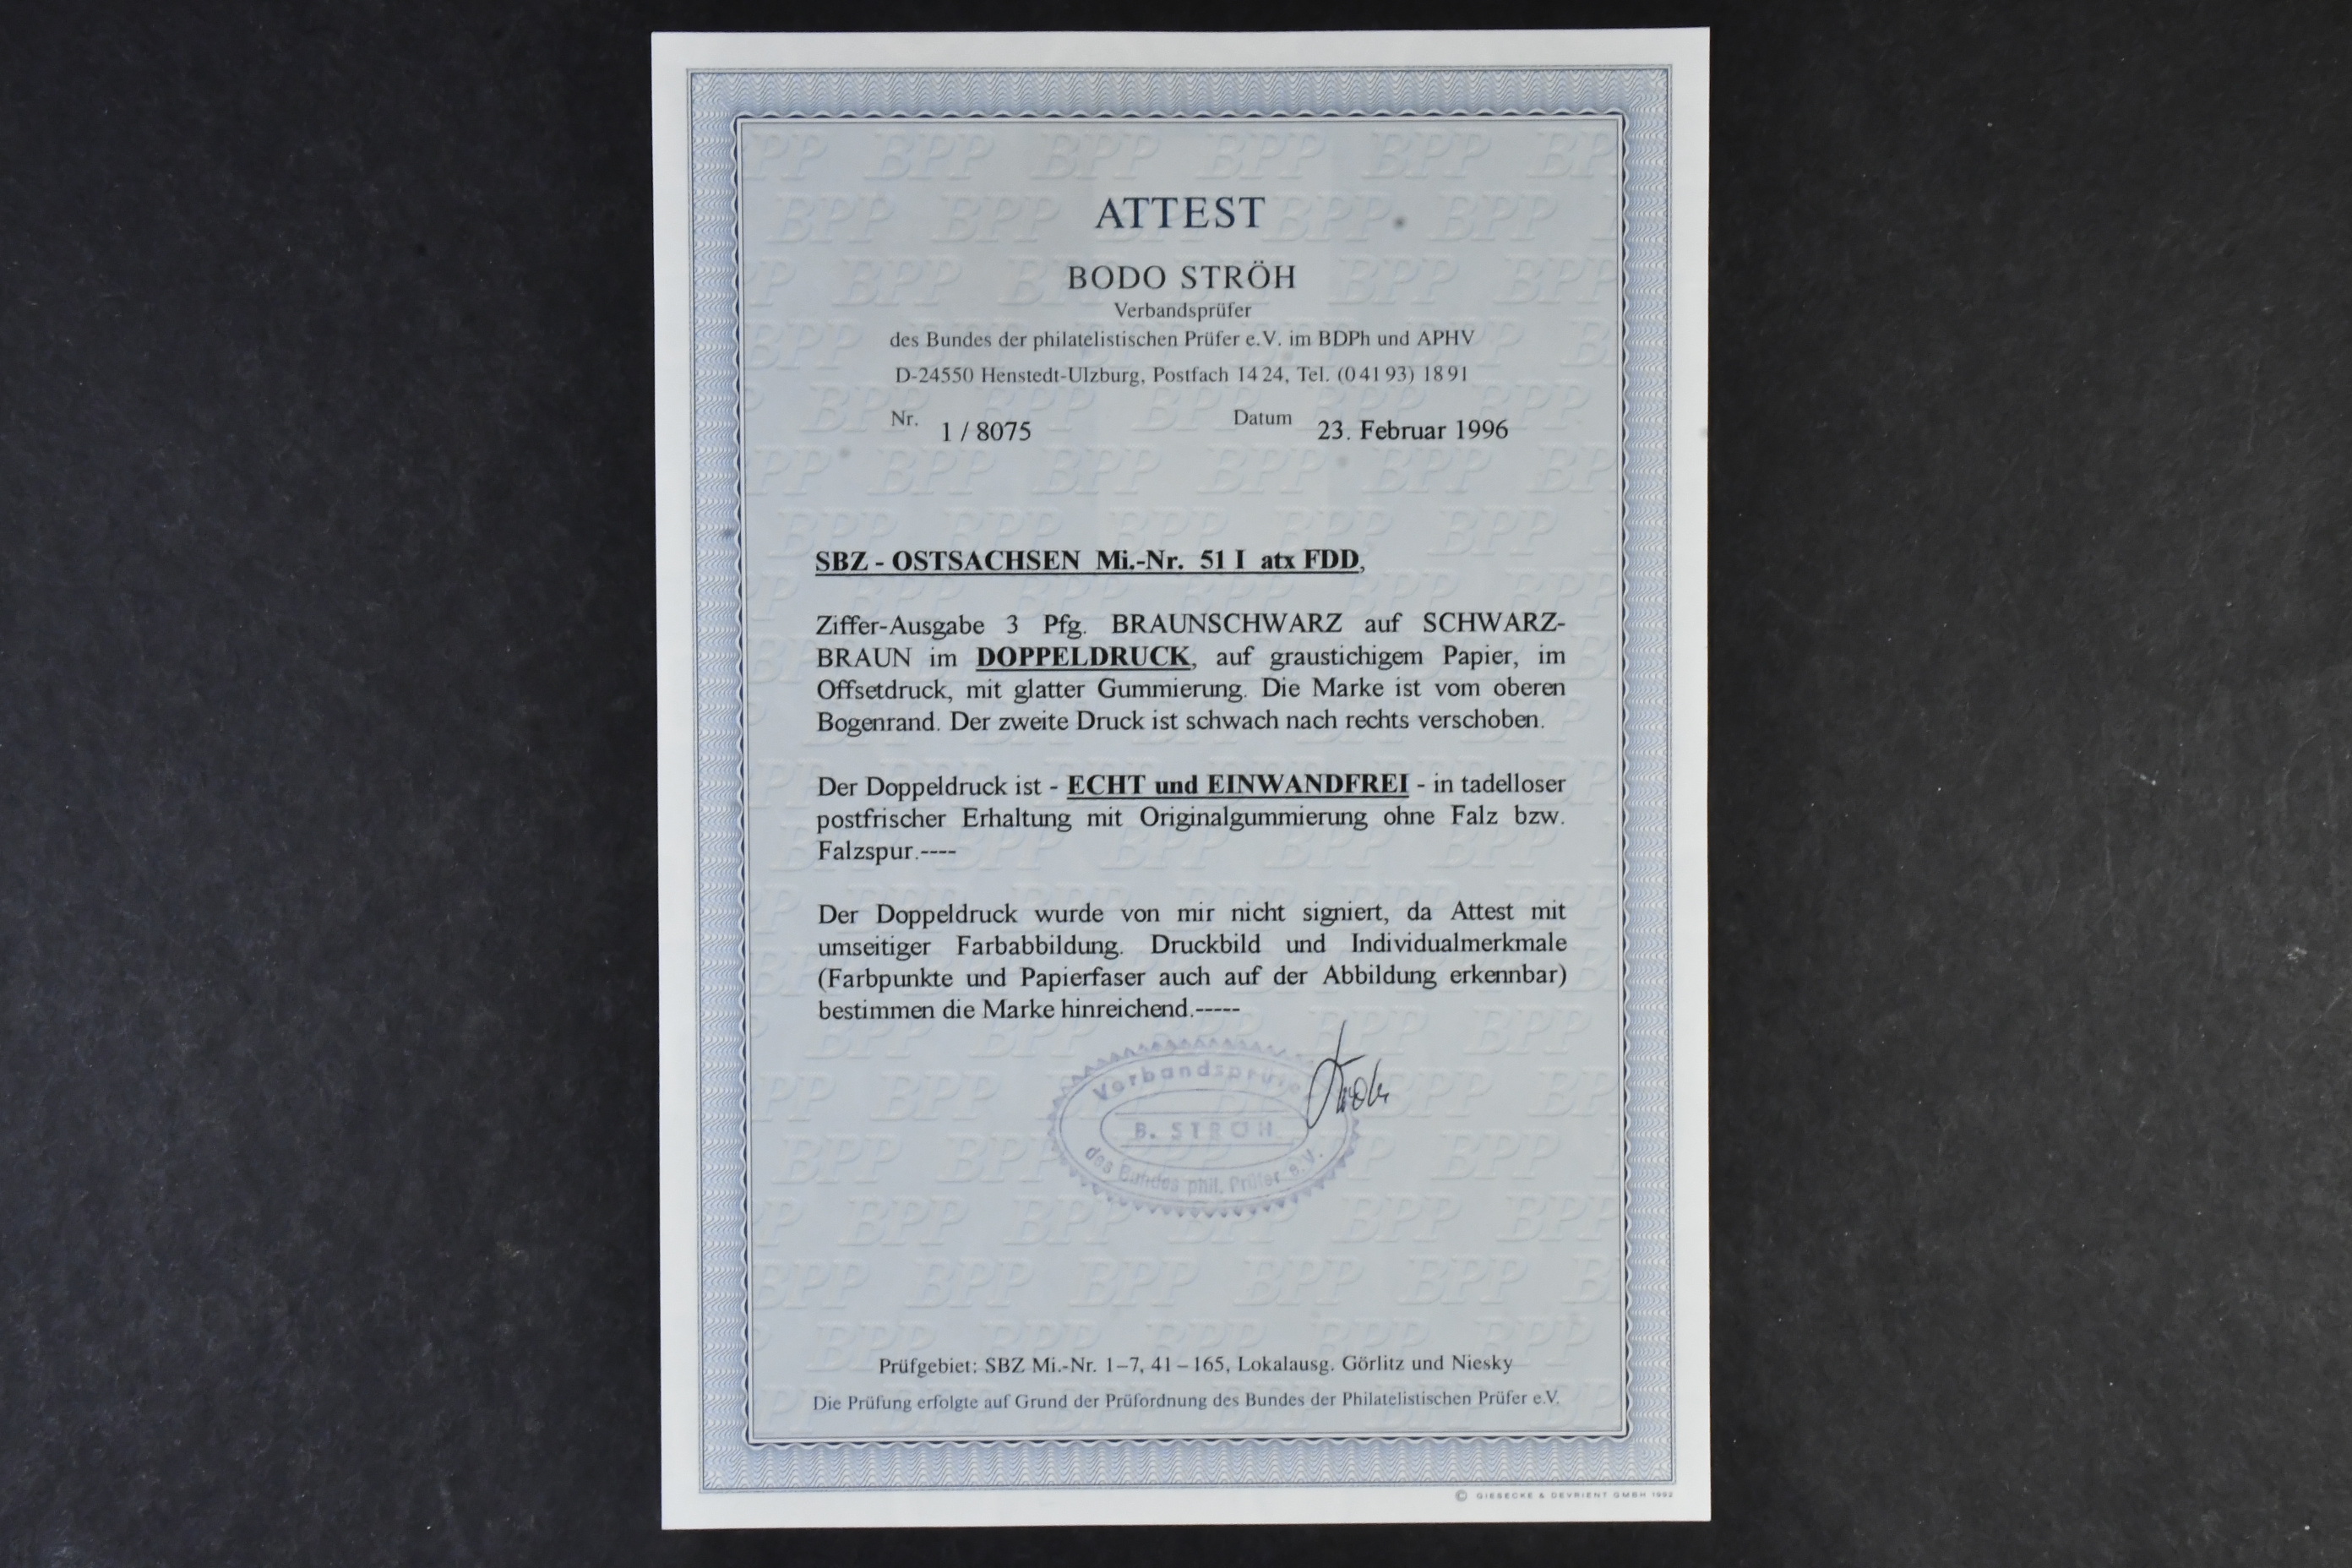 ATTEST
BODO STRÖH
Verbandsprüfer
des Bundes der philatelistischen Prüfer e.V. im BDPh und APHV
D-24550 Henstedt-Ulzburg, Postfach 14 24, Tel. (0 41 93) 18 91
Nr. 1 / 8075 Datum 23. Februar 1996
SBZ - OSTSACHSEN Mi.-Nr. 51 I atx FDD,
Ziffer-Ausgabe 3 Pfg. BRAUNSCHWARZ auf SCHWARZ-
BRAUN im DOPPELDRUCK, auf graustichigem Papier, im
Offsetdruck, mit glatter Gummierung. Die Marke ist vom oberen
Bogenrand. Der zweite Druck ist schwach nach rechts verschoben.
Der Doppeldruck ist - ECHT und EINWANDFREI - in tadelloser
postfrischer Erhaltung mit Originalgummierung ohne Falz bzw.
Falzspur.----
Der Doppeldruck wurde von mir nicht signiert, da Attest mit
umseitiger Farbabbildung. Druckbild und Individualmerkmale
(Farbpunkte und Papierfaser auch auf der Abbildung erkennbar)
bestimmen die Marke hinreichend.-----
Verbandsprüfer
B. STRÖH
des Bundes phil. Prüfer e.V.
Ströh
Prüfgebiet: SBZ Mi.-Nr. 1–7, 41–165, Lokalausg. Görlitz und Niesky
Die Prüfung erfolgte auf Grund der Prüfordnung des Bundes der Philatelistischen Prüfer e.V.
© GIESECKE & DEVRIENT GMBH 1992